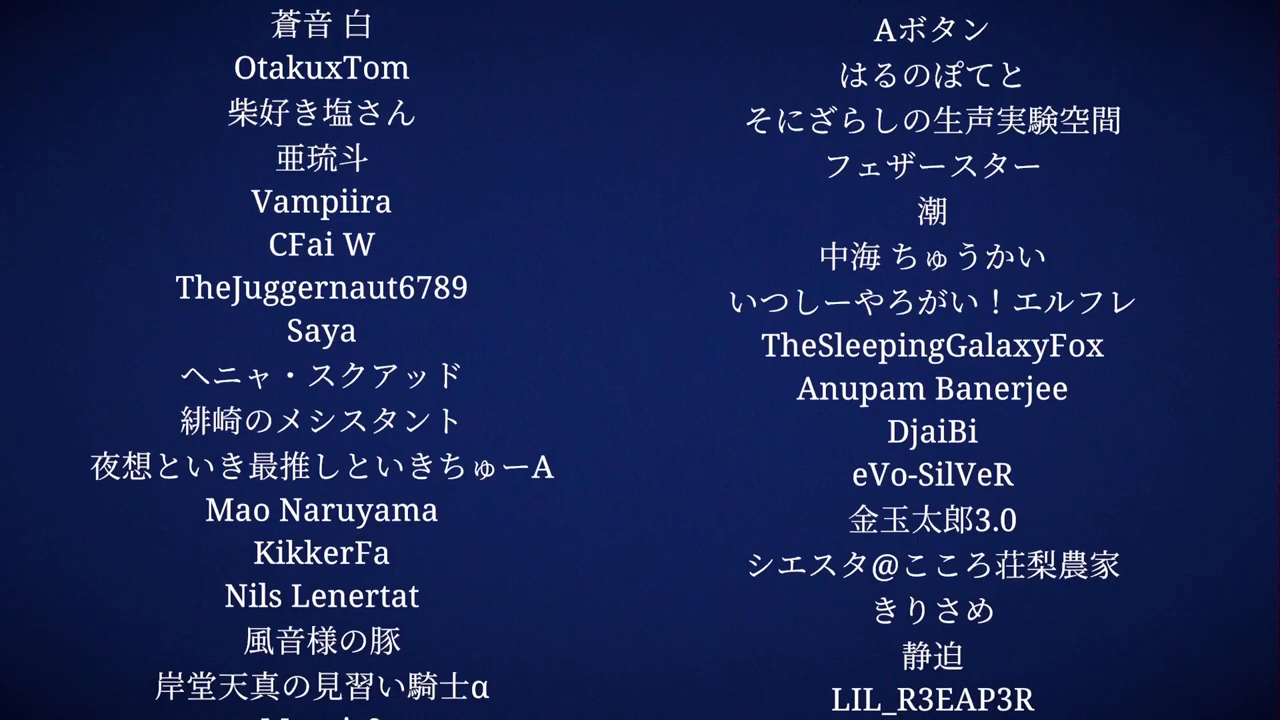 蒼音 白
OtakuxTom
柴好き塩さん
亜琉斗
Vampiira
CFai W
TheJuggernaut6789
Saya
ヘニャ・スクアッド
緋崎のメシスタント
夜想といき最推しといきちゅーA
Mao Naruyama
KikkerFa
Nils Lenertat
風音様の豚
岸堂天真の見習い騎士α
Aボタン
はるのぽてと
そにざらしの生声実験空間
フェザースター
潮
中海 ちゅうかい
いつしーやろがい！エルフレ
TheSleepingGalaxyFox
Anupam Banerjee
DjaiBi
eVo-SilVeR
金玉太郎3.0
シエスタ@こころ荘梨農家
きりさめ
静迫
LIL_R3EAP3R